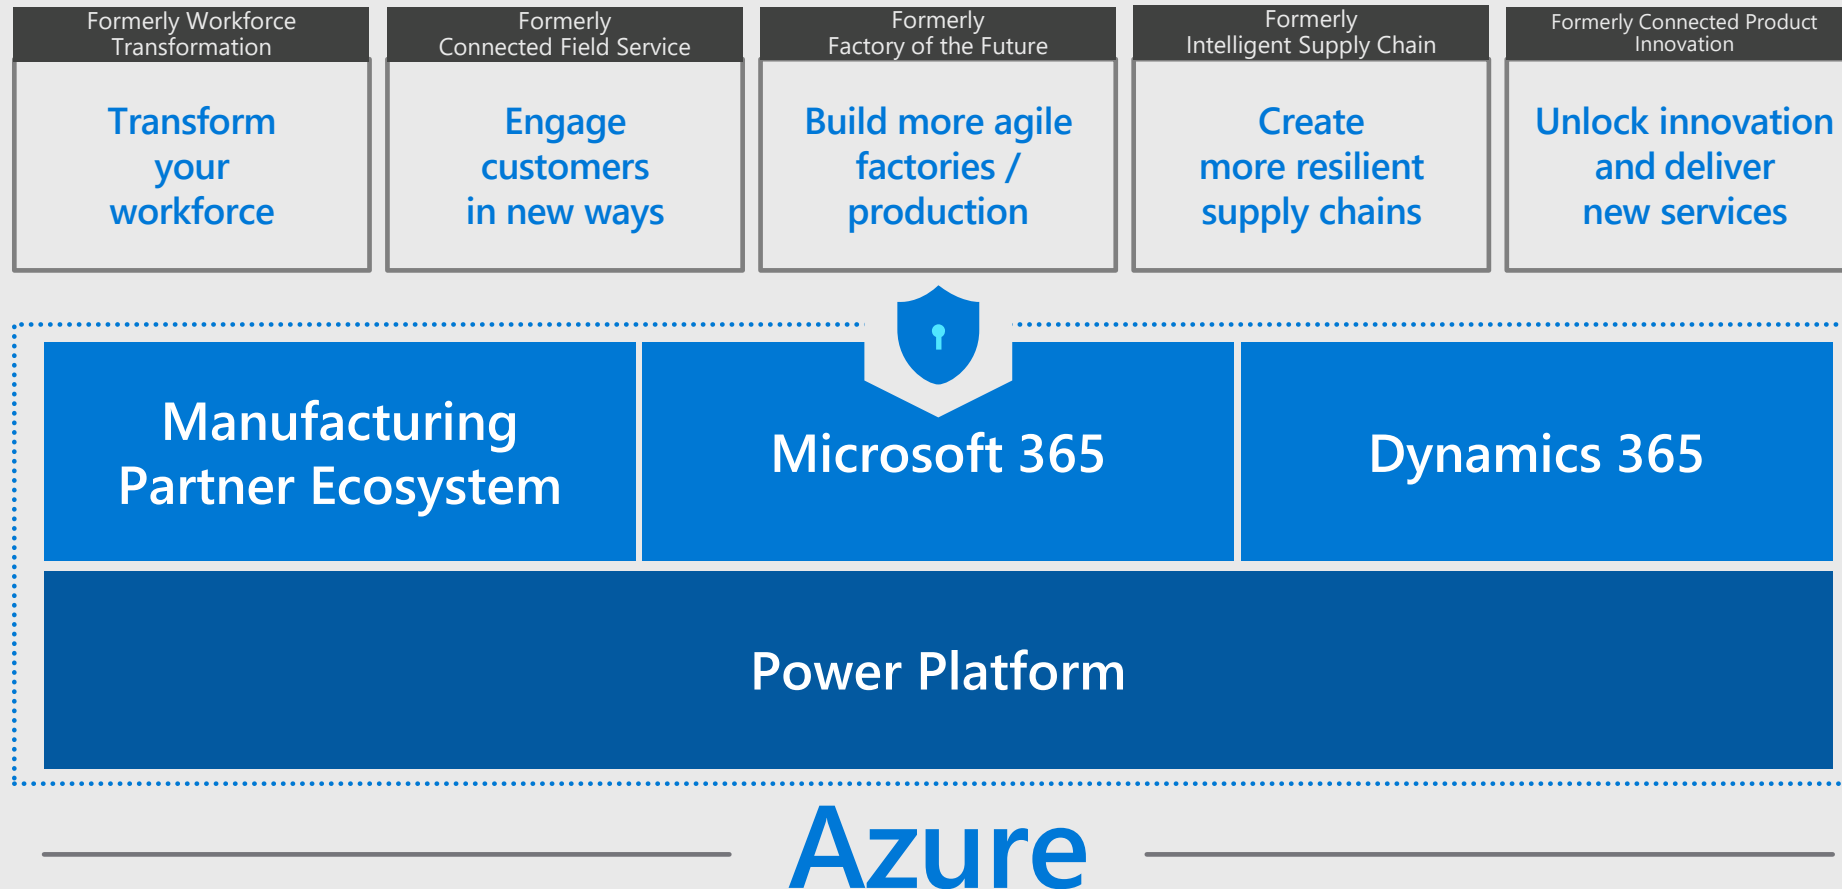 Formerly Workforce
Transformation
Transform
your
workforce
Formerly
Connected Field Service
Engage
customers
in new ways
Formerly
Factory of the Future
Build more agile
factories /
production
Formerly
Intelligent Supply Chain
Create
more resilient
supply chains
Formerly Connected Product
Innovation
Unlock innovation
and deliver
new services
Manufacturing
Partner Ecosystem
Microsoft 365
Dynamics 365
Power Platform
Azure